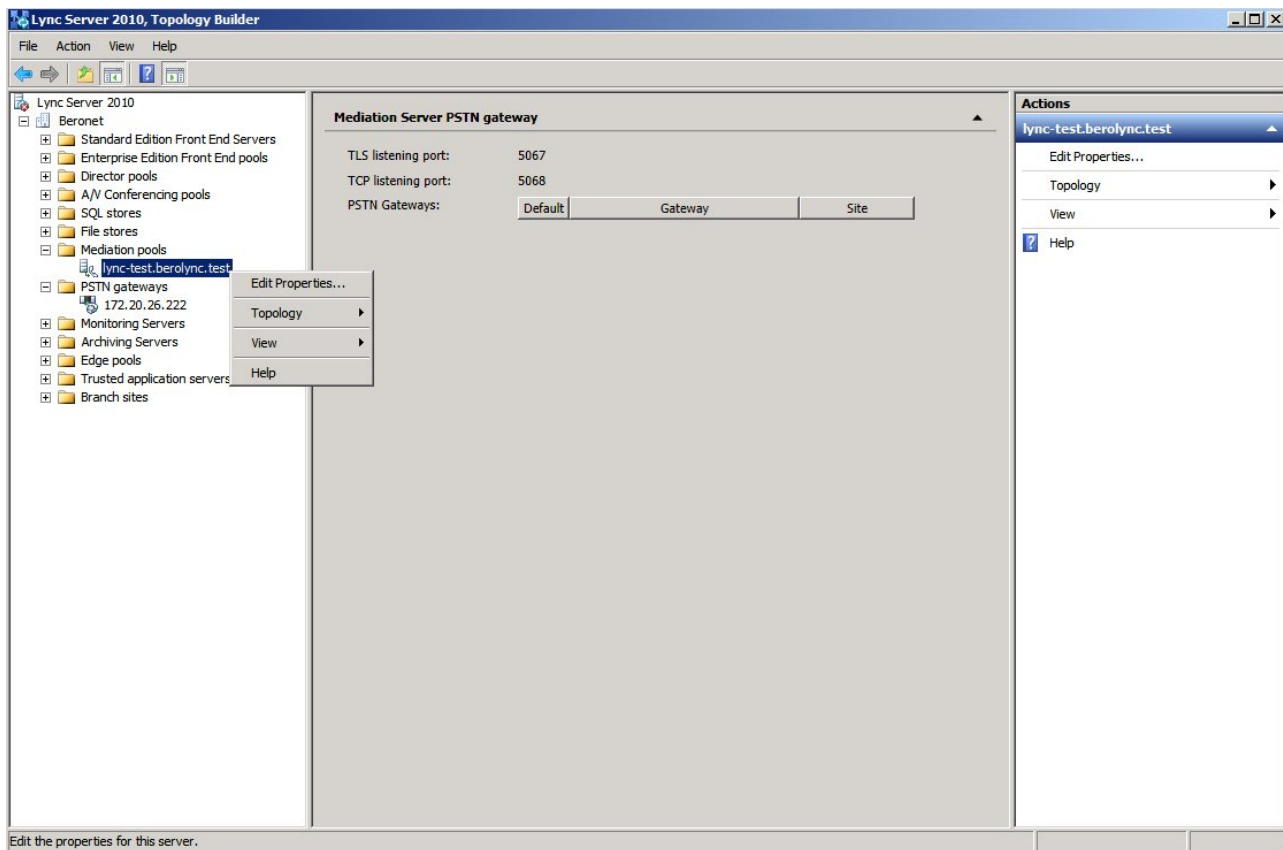 Lync Server 2010, Topology Builder
File Action View Help
Lync Server 2010
Beronet
Standard Edition Front End Servers
Enterprise Edition Front End pools
Director pools
A/V Conferencing pools
SQL stores
File stores
Mediation pools
lync-test.berolync.test
PSTN gateways
172.20.26.222
Monitoring Servers
Archiving Servers
Edge pools
Trusted application servers
Branch sites
Edit Properties...
Topology
View
Help
Mediation Server PSTN gateway
TLS listening port: 5067
TCP listening port: 5068
PSTN Gateways: Default Gateway Site
Actions
lync-test.berolync.test
Edit Properties...
Topology
View
? Help
Edit the properties for this server.